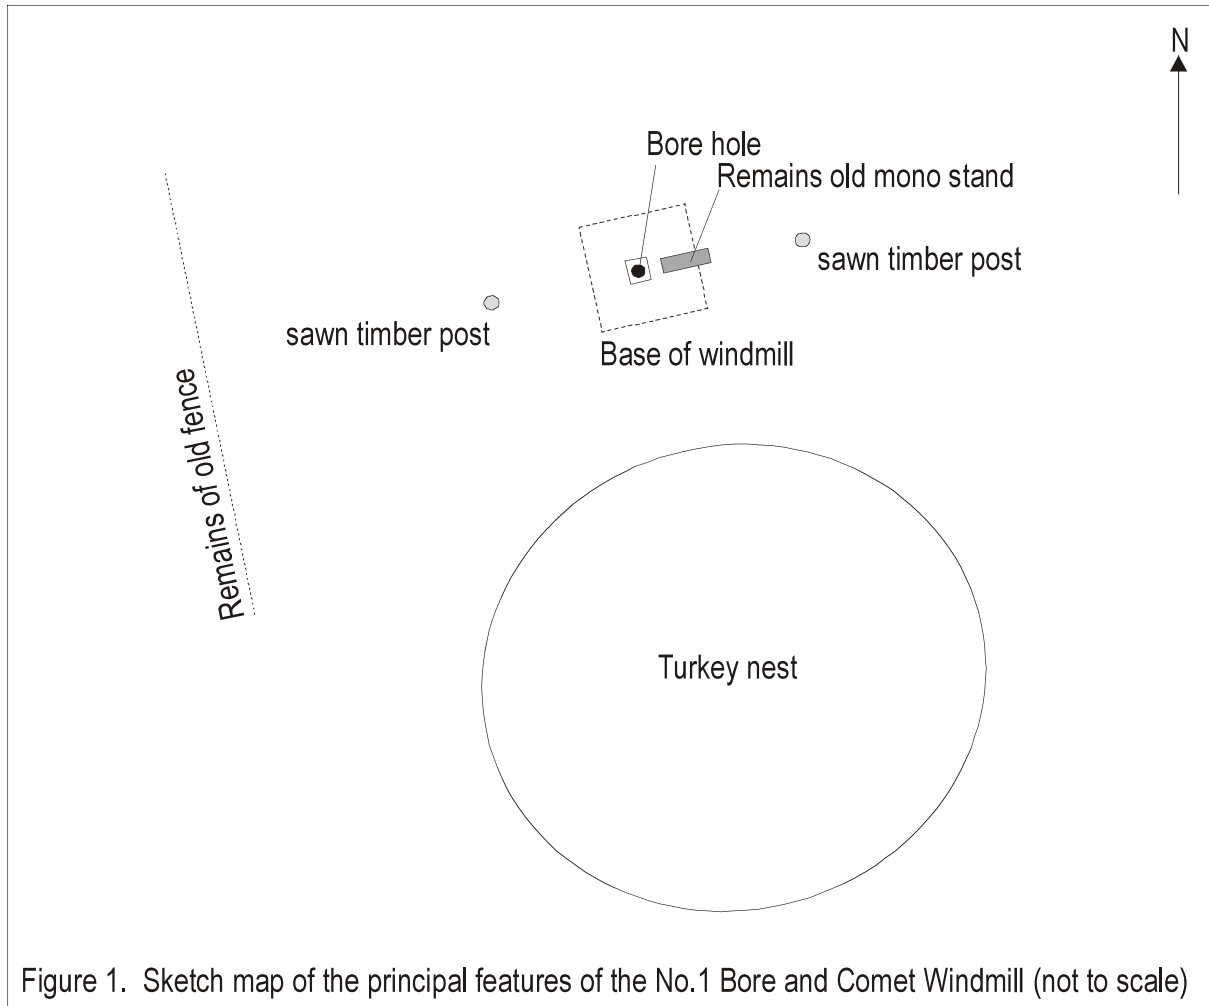 N
Bore hole
Remains old mono stand
sawn timber post
sawn timber post
Base of windmill
Remains of old fence
Turkey nest
Figure 1. Sketch map of the principal features of the No.1 Bore and Comet Windmill (not to scale)